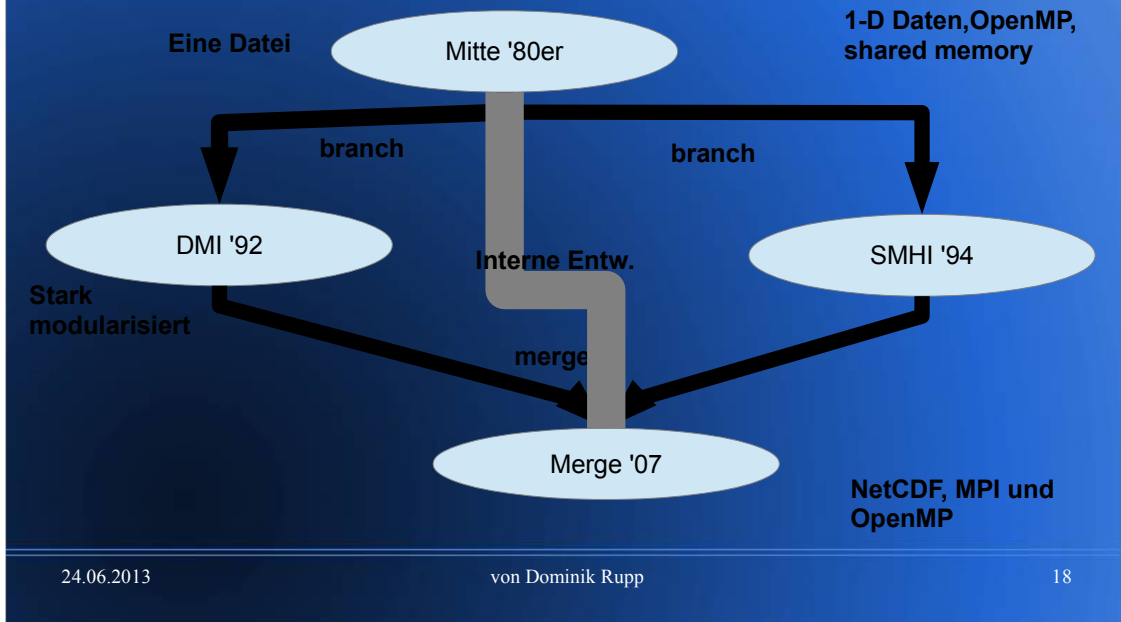 Eine Datei
Mitte '80er
1-D Daten,OpenMP,
shared memory
branch
branch
DMI '92
SMHI '94
Interne Entw.
Stark
modularisiert
merge
Merge '07
NetCDF, MPI und
OpenMP
24.06.2013
von Dominik Rupp
18